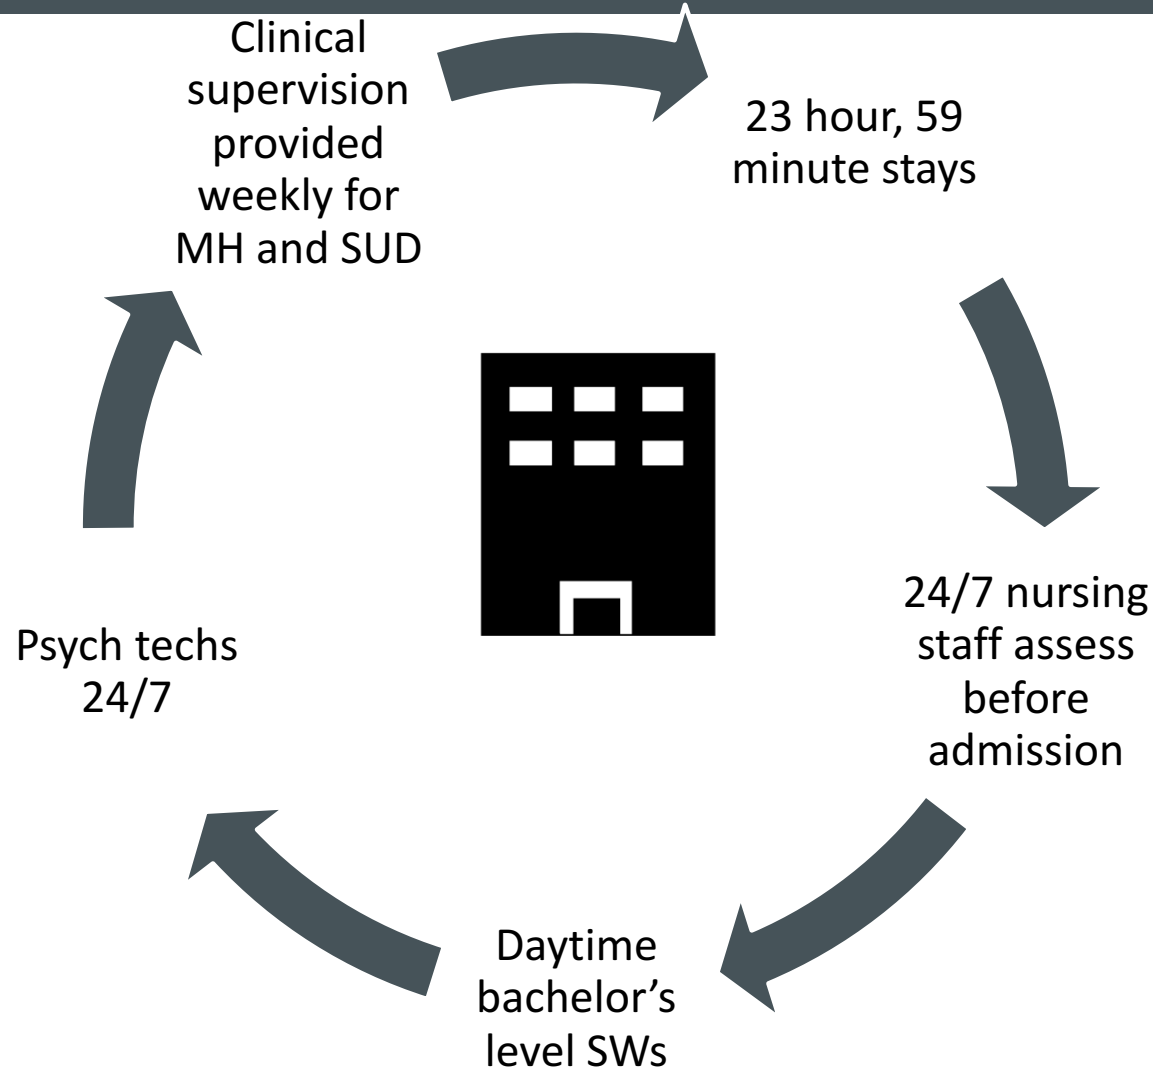 Clinical
supervision
provided
weekly for
MH and SUD
23 hour, 59
minute stays
24/7 nursing
staff assess
before
admission
Daytime
bachelor’s
level SWs
Psych techs
24/7